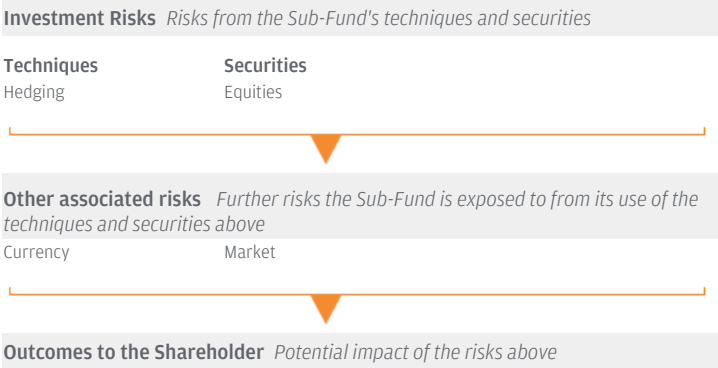 Investment Risks Risks from the Sub-Fund's techniques and securities
Techniques Securities
Hedging Equities
Other associated risks Further risks the Sub-Fund is exposed to from its use of the
techniques and securities above
Currency Market
Outcomes to the Shareholder Potential impact of the risks above